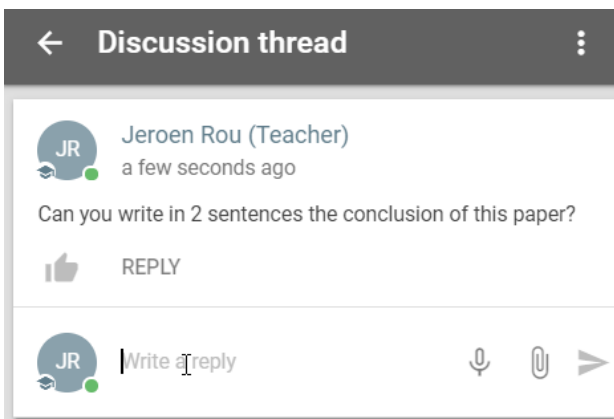 Discussion thread
JR
Jeroen Rou (Teacher)
a few seconds ago
Can you write in 2 sentences the conclusion of this paper?
REPLY
JR
Write a reply